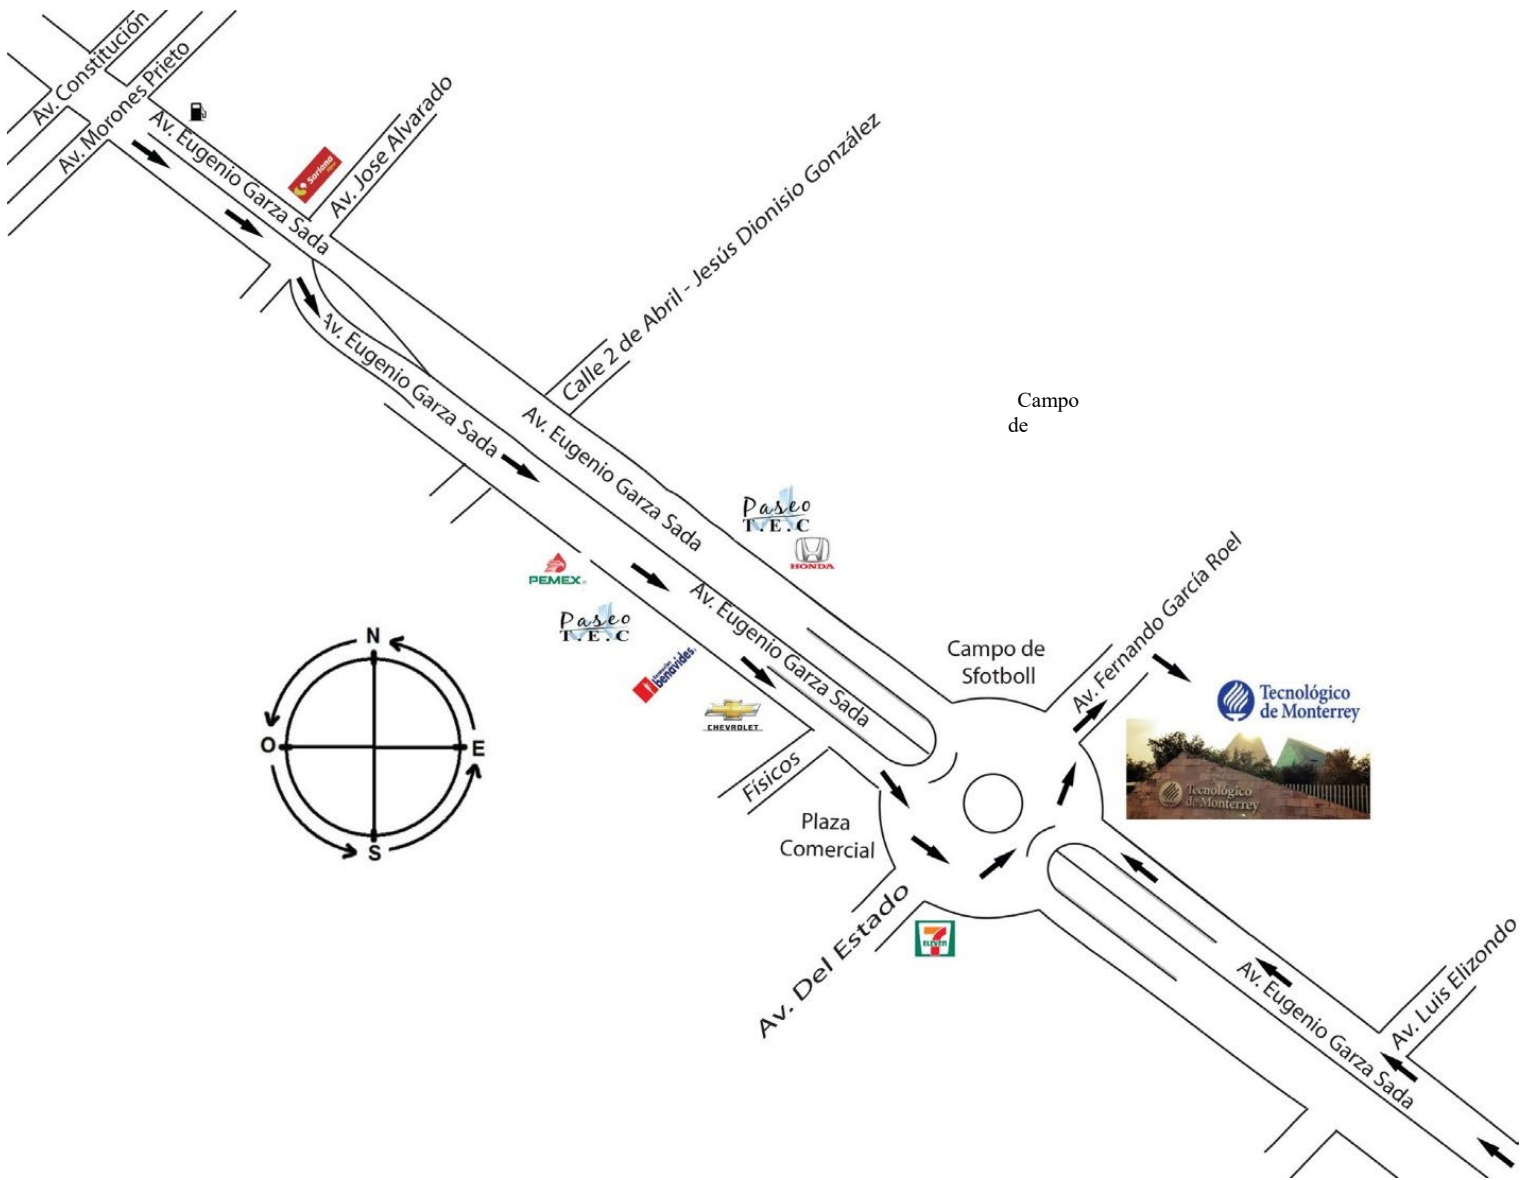 Av. Constitución
Av. Morones Prieto
Av. Eugenio Garza Sada
Soriana
Av. Jose Alvarado
Calle 2 de Abril - Jesús Dionisio González
Av. Eugenio Garza Sada
Av. Eugenio Garza Sada
Campo
de
Paseo
T.E.C
HONDA
PEMEX
Paseo
T.E.C
benavides
CHEVROLET
Av. Eugenio Garza Sada
Campo de
Sfotboll
Av. Fernando García Roel
Tecnológico
de Monterrey
Tecnológico
de Monterrey
N
O
E
S
Físicos
Plaza
Comercial
Av. Del Estado
7
ELEVEN
Av. Eugenio Garza Sada
Av. Luis Elizondo